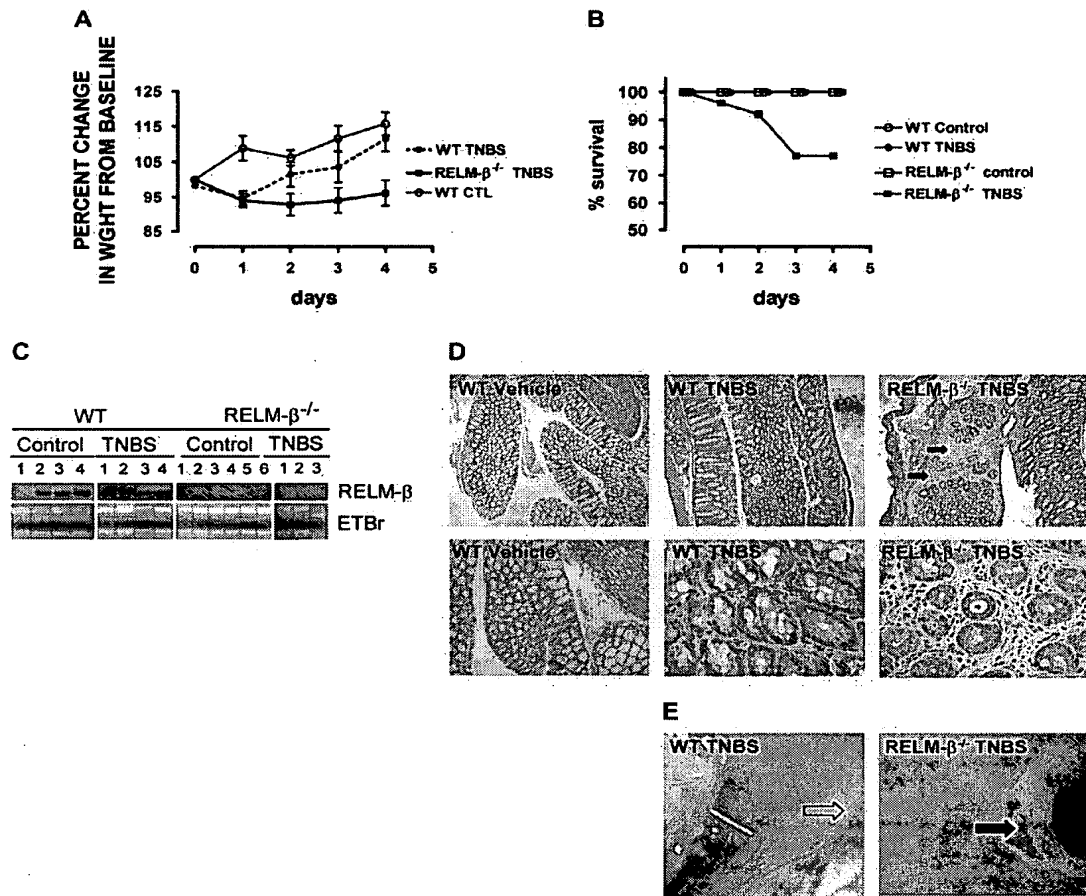 A
PERCENT CHANGE
IN WGHT FROM BASELINE
125
115
105
95
85
0 1 2 3 4 5
days
WT TNBS
RELM-β-/- TNBS
WT CTL
B
% survival
100
90
80
70
60
50
0 1 2 3 4 5
days
WT Control
WT TNBS
RELM-β-/- control
RELM-β-/- TNBS
C
WT RELM-β-/-
Control TNBS Control TNBS
1 2 3 4 1 2 3 4 1 2 3 4 5 6 1 2 3
RELM-β
ETBr
D
WT Vehicle WT TNBS RELM-β-/- TNBS
WT Vehicle WT TNBS RELM-β-/- TNBS
E
WT TNBS RELM-β-/- TNBS